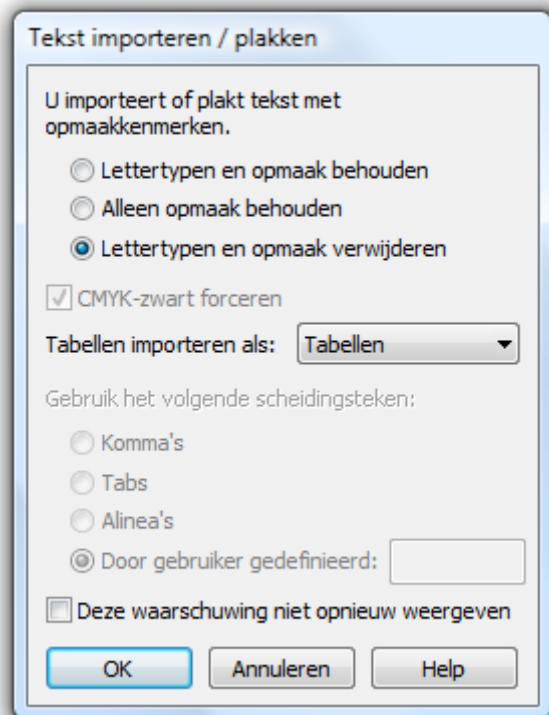 Tekst importeren / plakken
U importeert of plakt tekst met
opmaakkenmerken.
Lettertypen en opmaak behouden
Alleen opmaak behouden
Lettertypen en opmaak verwijderen
CMYK-zwart forceren
Tabellen importeren als: Tabellen
Gebruik het volgende scheidingsteken:
Komma's
Tabs
Alinea's
Door gebruiker gedefinieerd:
Deze waarschuwing niet opnieuw weergeven
OK Annuleren Help